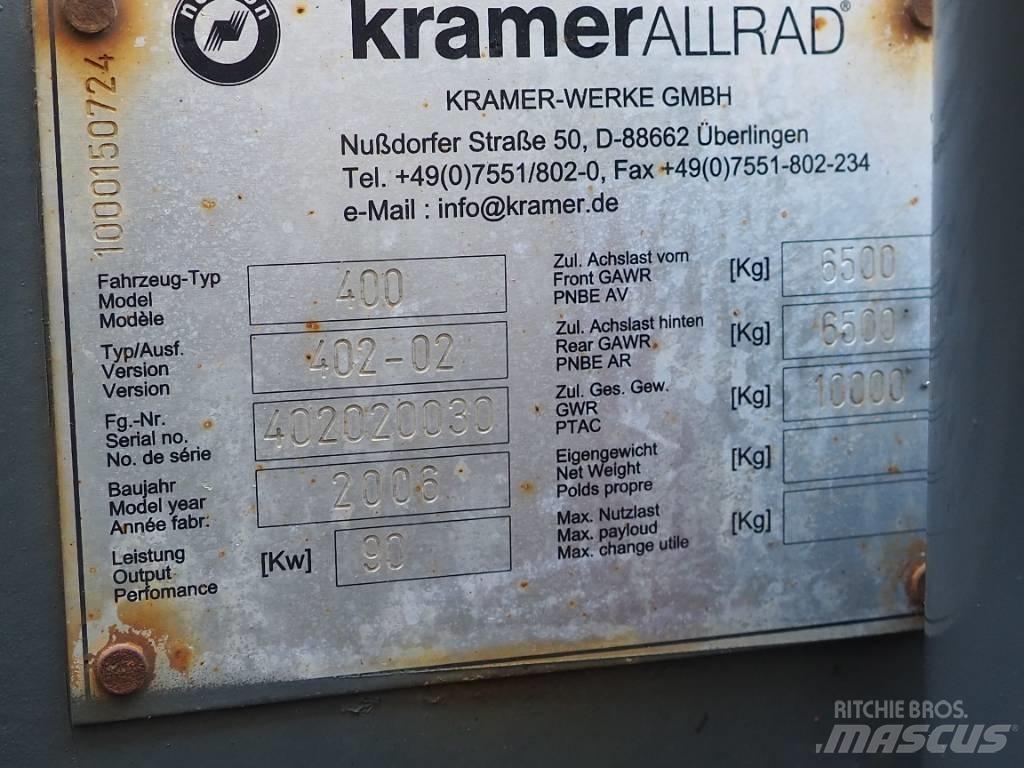 neuson
kramer ALLRAD®
KRAMER-WERKE GMBH
Nußdorfer Straße 50, D-88662 Überlingen
Tel. +49(0)7551/802-0, Fax +49(0)7551-802-234
e-Mail : info@kramer.de
1000150724
Fahrzeug-Typ
Model
Modèle
400
Typ/Ausf.
Version
Version
402-02
Fg.-Nr.
Serial no.
No. de série
402020030
Baujahr
Model year
Année fabr:
2006
Leistung
Output
Perfomance
[Kw]
90
Zul. Achslast vorn
Front GAWR
PNBE AV
[Kg]
6500
Zul. Achslast hinten
Rear GAWR
PNBE AR
[Kg]
6500
Zul. Ges. Gew.
GWR
PTAC
[Kg]
10000
Eigengewicht
Net Weight
Polds propre
[Kg]
Max. Nutzlast
Max. payloud
Max. change utile
[Kg]
RITCHIE BROS.
MASCUS